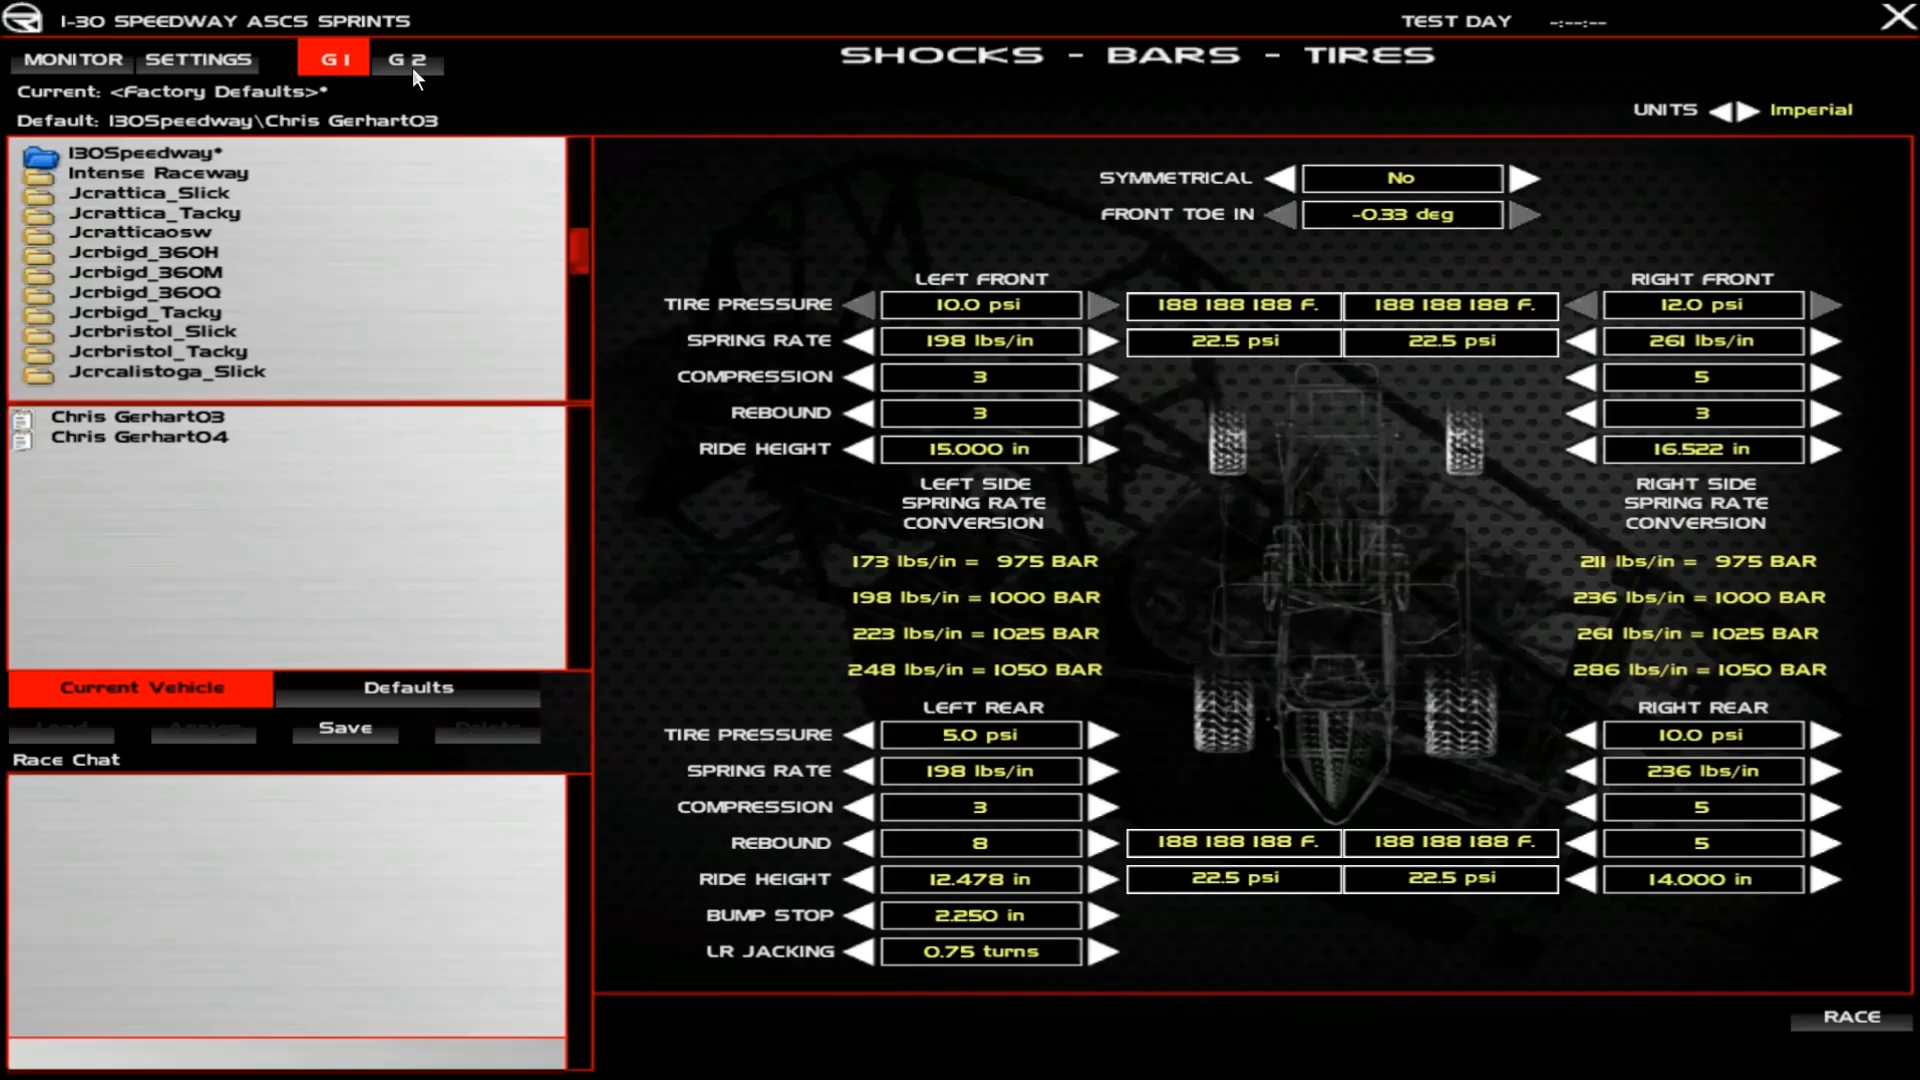 I-30 SPEEDWAY ASCS SPRINTS
TEST DAY -:--:--
MONITOR SETTINGS G 1 G 2
SHOCKS - BARS - TIRES
Current: <Factory Defaults>*
Default: I30Speedway\Chris Gerhart03
UNITS Imperial
I30Speedway*
Intense Raceway
Jcrattica_Slick
Jcrattica_Tacky
Jcratticaosw
Jcrbigd_360H
Jcrbigd_360M
Jcrbigd_360Q
Jcrbigd_Tacky
Jcrbristol_Slick
Jcrbristol_Tacky
Jcrcalistoga_Slick
Chris Gerhart03
Chris Gerhart04
Current Vehicle Defaults
Load Assign Save Delete
Race Chat
SYMMETRICAL No
FRONT TOE IN -0.33 deg
LEFT FRONT RIGHT FRONT
TIRE PRESSURE 10.0 psi 188 188 188 F. 188 188 188 F. 12.0 psi
SPRING RATE 198 lbs/in 22.5 psi 22.5 psi 261 lbs/in
COMPRESSION 3 5
REBOUND 3 3
RIDE HEIGHT 15.000 in 16.522 in
LEFT SIDE
SPRING RATE
CONVERSION
173 lbs/in = 975 BAR
198 lbs/in = 1000 BAR
223 lbs/in = 1025 BAR
248 lbs/in = 1050 BAR
RIGHT SIDE
SPRING RATE
CONVERSION
211 lbs/in = 975 BAR
236 lbs/in = 1000 BAR
261 lbs/in = 1025 BAR
286 lbs/in = 1050 BAR
LEFT REAR RIGHT REAR
TIRE PRESSURE 5.0 psi 10.0 psi
SPRING RATE 198 lbs/in 236 lbs/in
COMPRESSION 3 5
REBOUND 8 188 188 188 F. 188 188 188 F. 5
RIDE HEIGHT 12.478 in 22.5 psi 22.5 psi 14.000 in
BUMP STOP 2.250 in
LR JACKING 0.75 turns
RACE